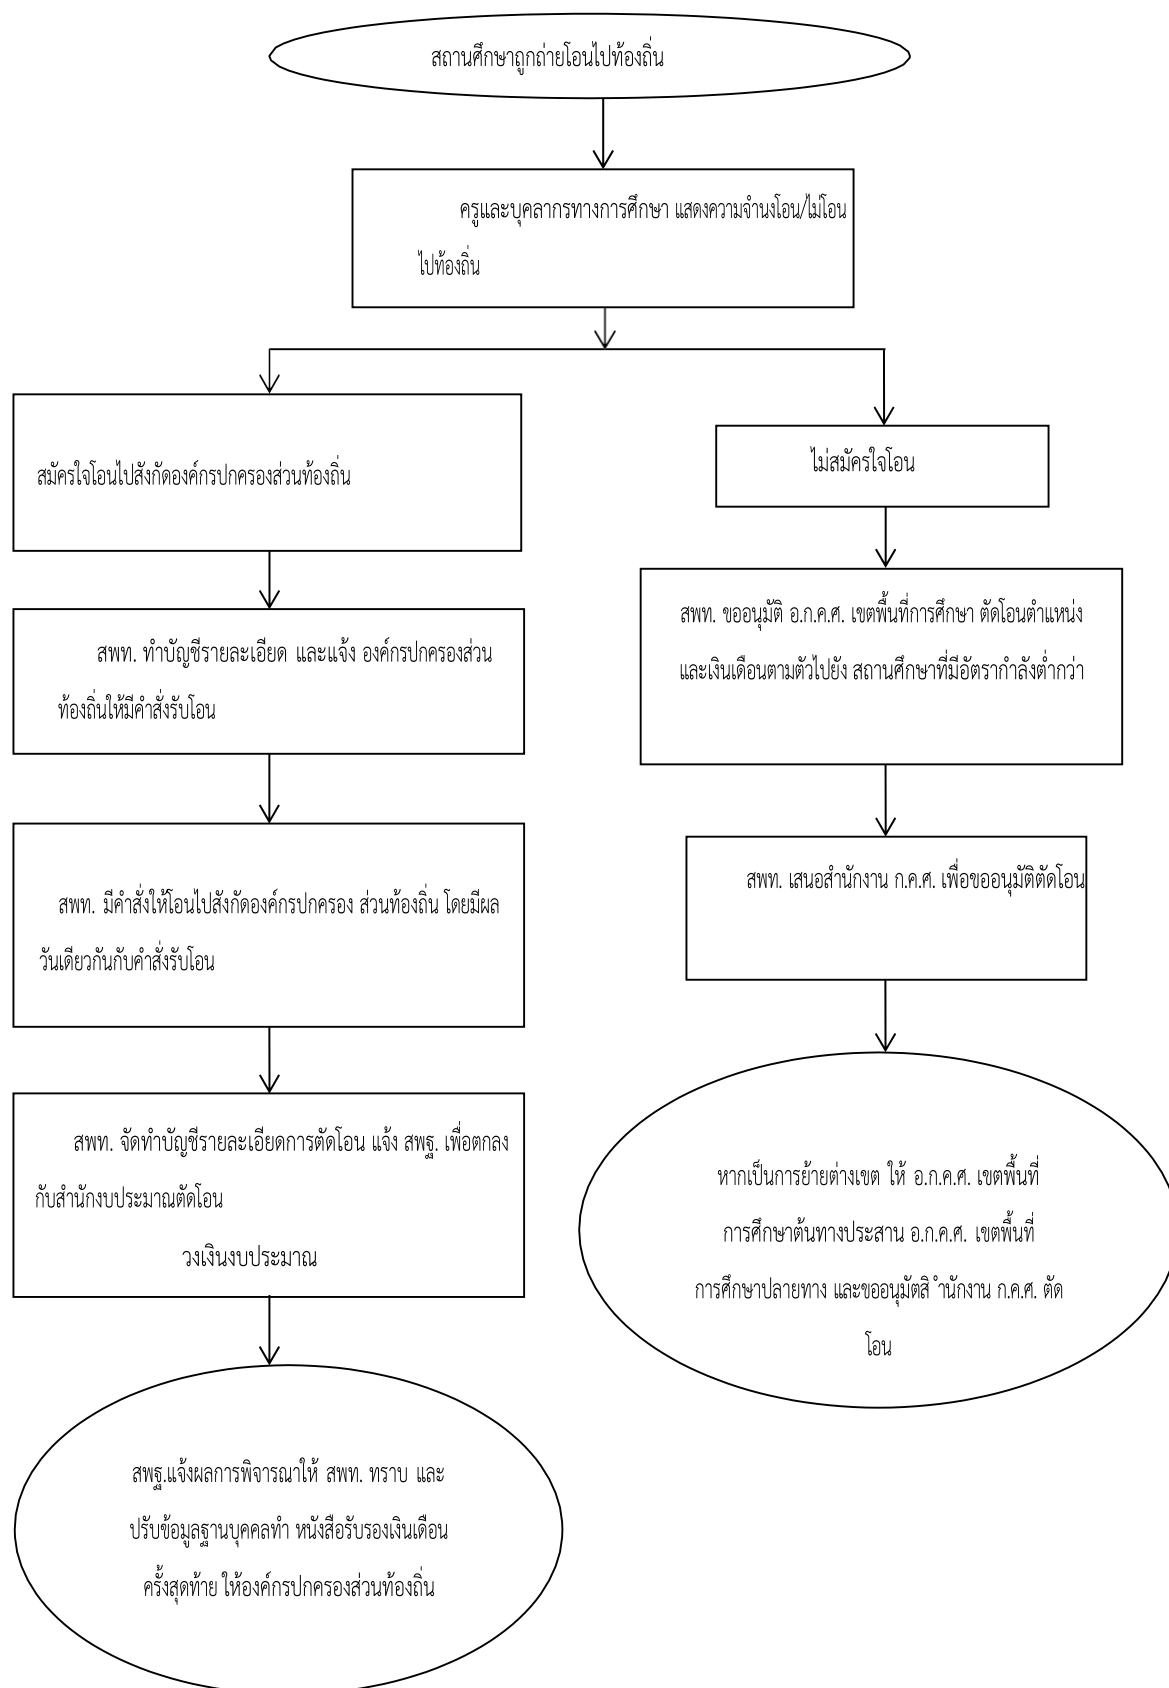 สถานศึกษาถูกถ่ายโอนไปท้องถิ่น
ครูและบุคลากรทางการศึกษา แสดงความจำนงโอน/ไม่โอน
ไปท้องถิ่น
สมัครใจโอนไปสังกัดองค์กรปกครองส่วนท้องถิ่น
สพท. ทำบัญชีรายละเอียด และแจ้ง องค์กรปกครองส่วน
ท้องถิ่นให้มีคำสั่งรับโอน
สพท. มีคำสั่งให้โอนไปสังกัดองค์กรปกครอง ส่วนท้องถิ่น โดยมีผล
วันเดียวกันกับคำสั่งรับโอน
สพท. จัดทำบัญชีรายละเอียดการตัดโอน แจ้ง สพฐ. เพื่อตกลง
กับสำนักงบประมาณตัดโอน
วงเงินงบประมาณ
สพฐ.แจ้งผลการพิจารณาให้ สพท. ทราบ และ
ปรับข้อมูลฐานบุคคลทำ หนังสือรับรองเงินเดือน
ครั้งสุดท้าย ให้องค์กรปกครองส่วนท้องถิ่น
ไม่สมัครใจโอน
สพท. ขออนุมัติ อ.ก.ค.ศ. เขตพื้นที่การศึกษา ตัดโอนตำแหน่ง
และเงินเดือนตามตัวไปยัง สถานศึกษาที่มีอัตรากำลังต่ำกว่า
สพท. เสนอสำนักงาน ก.ค.ศ. เพื่อขออนุมัติตัดโอน
หากเป็นการย้ายต่างเขต ให้ อ.ก.ค.ศ. เขตพื้นที่
การศึกษาต้นทางประสาน อ.ก.ค.ศ. เขตพื้นที่
การศึกษาปลายทาง และขออนุมัตสิ ำนักงาน ก.ค.ศ. ตัด
โอน